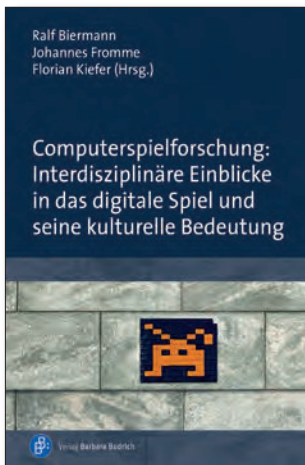 Ralf Biermann
Johannes Fromme
Florian Kiefer (Hrsg.)
Computerspielforschung:
Interdisziplinäre Einblicke
in das digitale Spiel und
seine kulturelle Bedeutung
Verlag Barbara Budrich